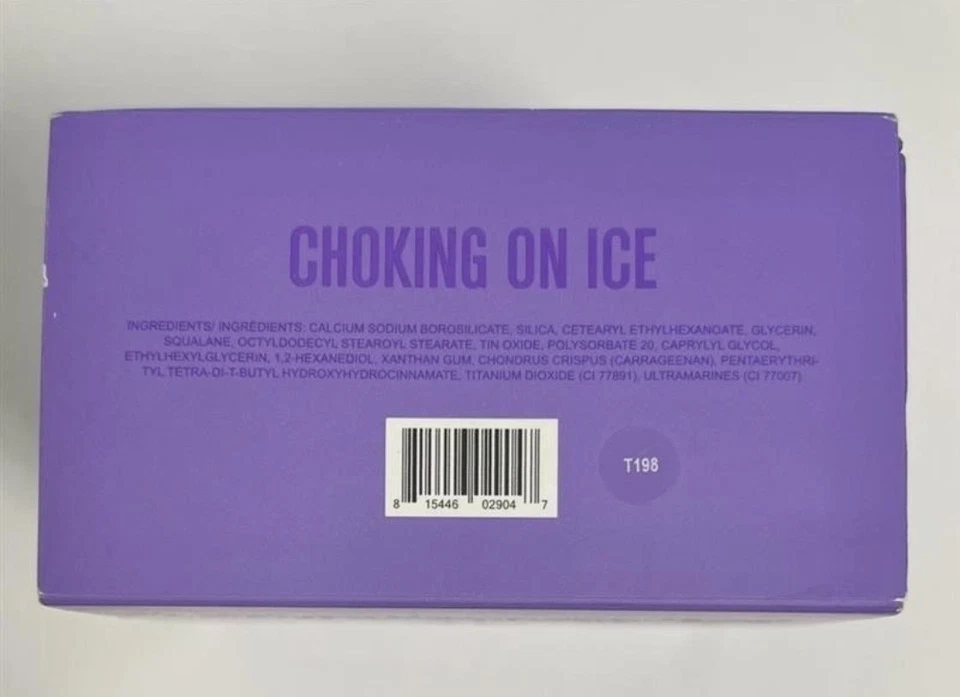 CHOKING ON ICE
INGREDIENTS/ INGRÉDIENTS: CALCIUM SODIUM BOROSILICATE, SILICA, CETEARYL ETHYLHEXANOATE, GLYCERIN,
SQUALANE, OCTYLDODECYL STEAROYL STEARATE, TIN OXIDE, POLYSORBATE 20, CAPRYLYL GLYCOL,
ETHYLHEXYLGLYCERIN, 1,2-HEXANEDIOL, XANTHAN GUM, CHONDRUS CRISPUS (CARRAGEENAN), PENTAERYTHRI-
TYL TETRA-DI-T-BUTYL HYDROXYHYDROCINNAMATE, TITANIUM DIOXIDE (CI 77891), ULTRAMARINES (CI 77007)
T198
8 15446 02904 7